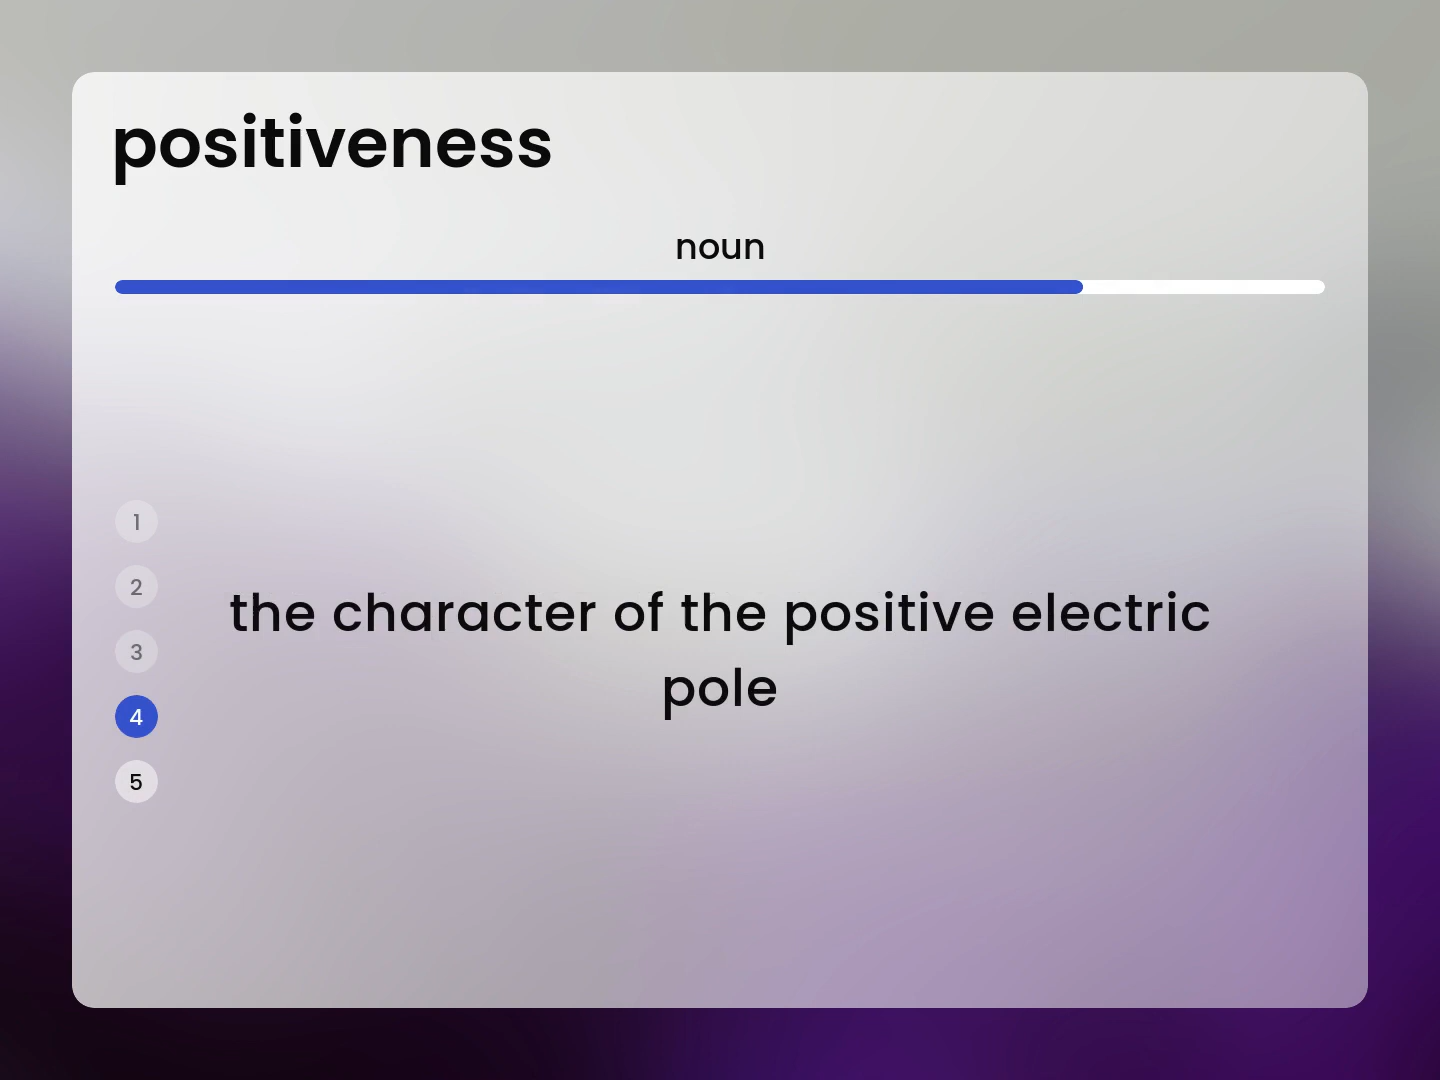 positiveness
noun
1
2
3
4
5
the character of the positive electric
pole